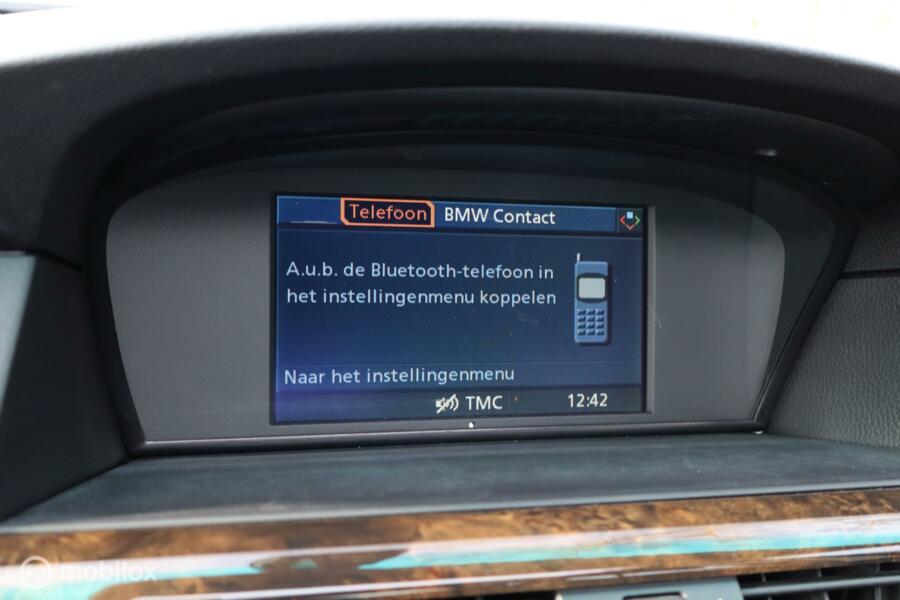 Telefoon BMW Contact
A.u.b. de Bluetooth-telefoon in
het instellingenmenu koppelen
Naar het instellingenmenu
TMC 12:42
mobilox